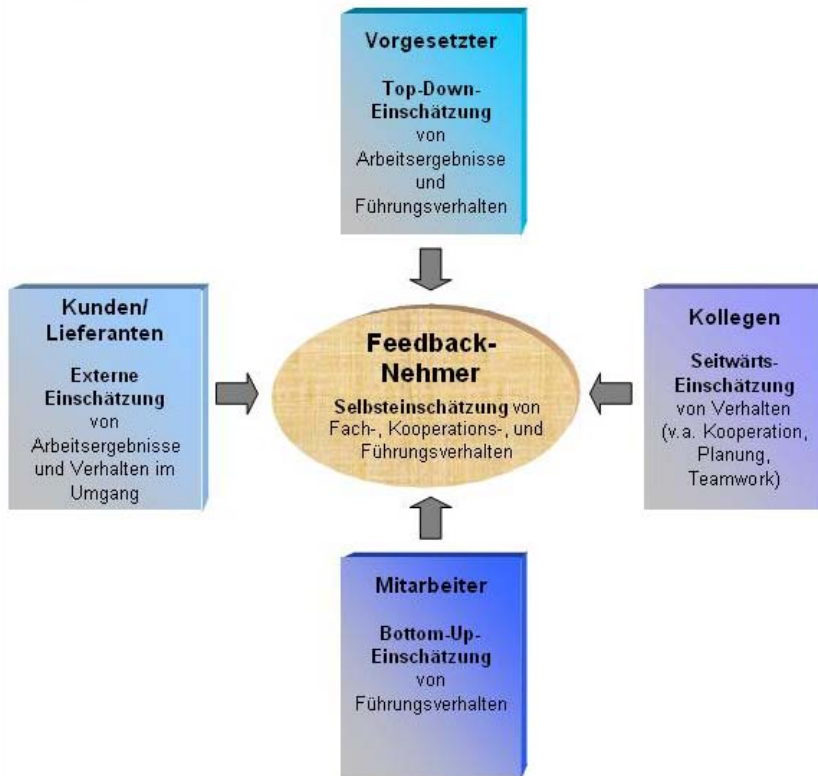 Vorgesetzter
Top-Down-
Einschätzung
von
Arbeitsergebnisse
und
Führungsverhalten
Kunden/
Lieferanten
Externe
Einschätzung
von
Arbeitsergebnisse
und Verhalten im
Umgang
Feedback-
Nehmer
Selbsteinschätzung von
Fach-, Kooperations-, und
Führungsverhalten
Kollegen
Seitwärts-
Einschätzung
von Verhalten
(v.a. Kooperation,
Planung,
Teamwork)
Mitarbeiter
Bottom-Up-
Einschätzung
von
Führungsverhalten